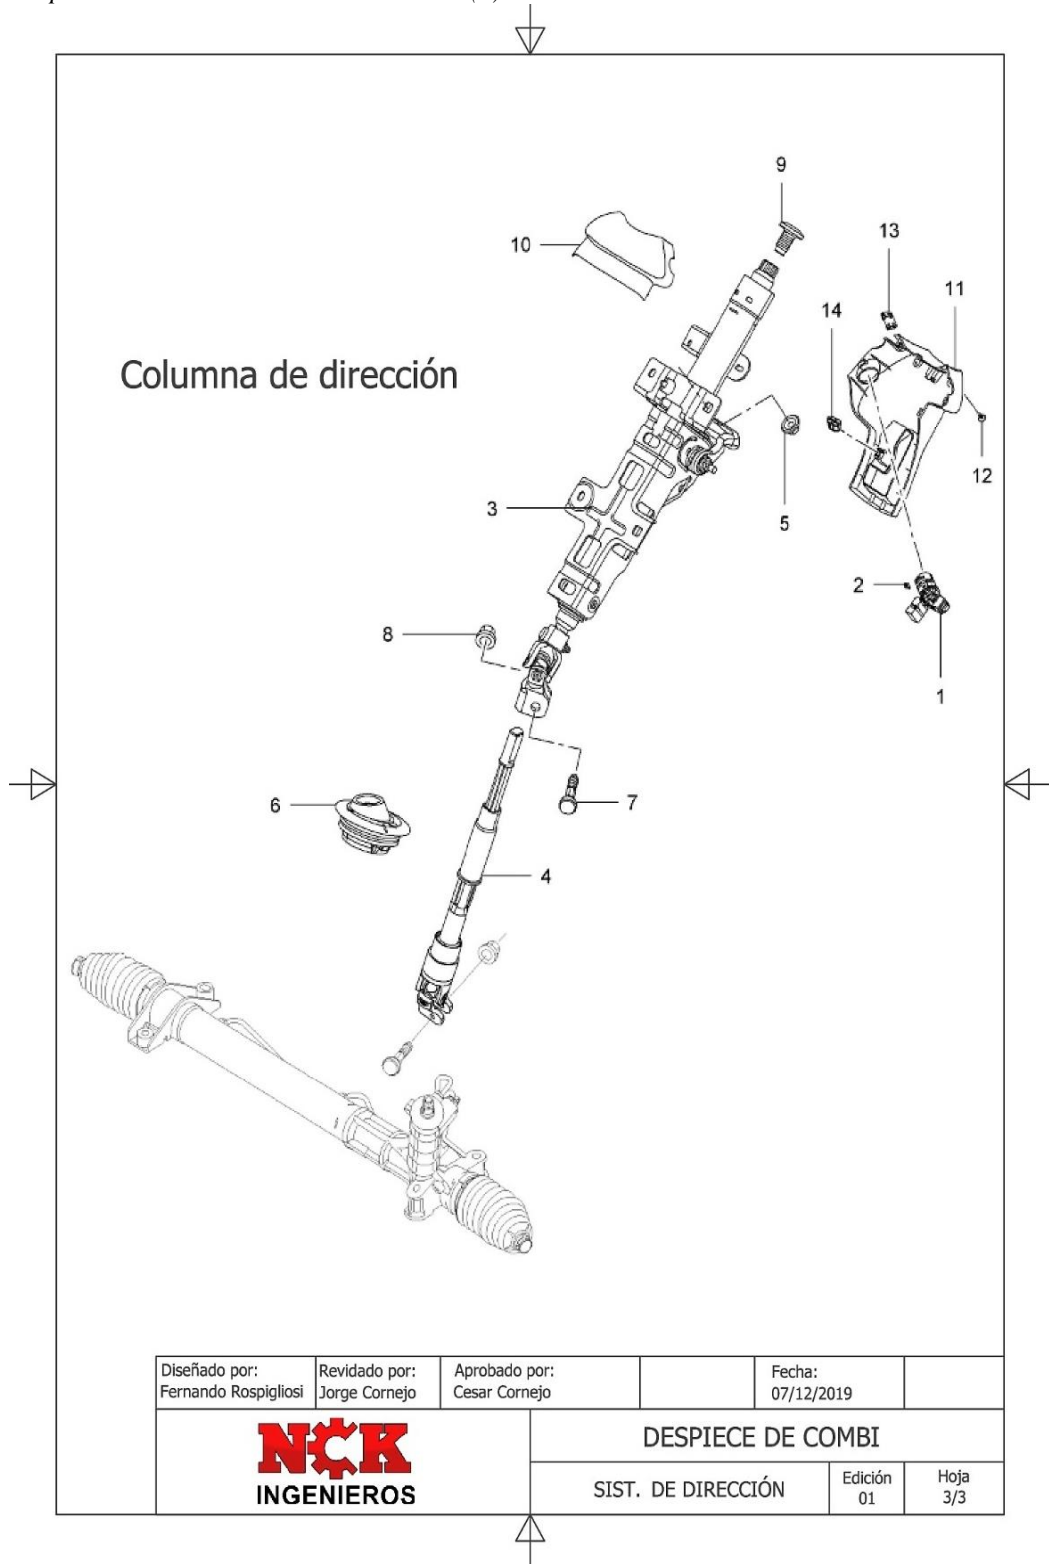 9
13
10
11
14
Columna de dirección
12
3
5
2
8
1
6
7
4
Diseñado por:
Fernando Rospigliosi
Revidado por:
Jorge Cornejo
Aprobado por:
Cesar Cornejo
Fecha:
07/12/2019
NCK
INGENIEROS
DESPIECE DE COMBI
SIST. DE DIRECCIÓN
Edición
01
Hoja
3/3